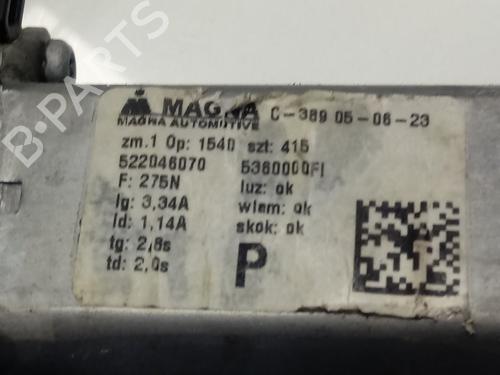 MAGNA C-389 05-06-23
MAGNA AUTOMOTIVE
zm.1 Op: 1540 szt: 415
522046070 5360000FI
F: 275N luz: ok
Ig: 3,34A wlem: ok
Id: 1,14A skok: ok
tg: 2,8s
td: 2,0s
P